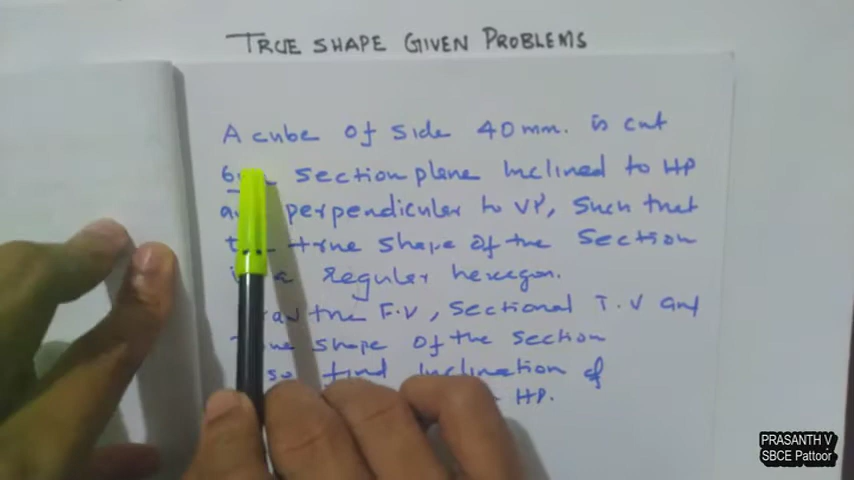 TRUE SHAPE GIVEN PROBLEMS
A cube of side 40mm. is cut
section plane Inclined to HP
perpendiculer to VP, such that
true shape of the section
a reguler hexagon.
the F.V, sectional T.V and
shape of the section
find Inclination of
HP.
PRASANTH V
SBCE Pattoor